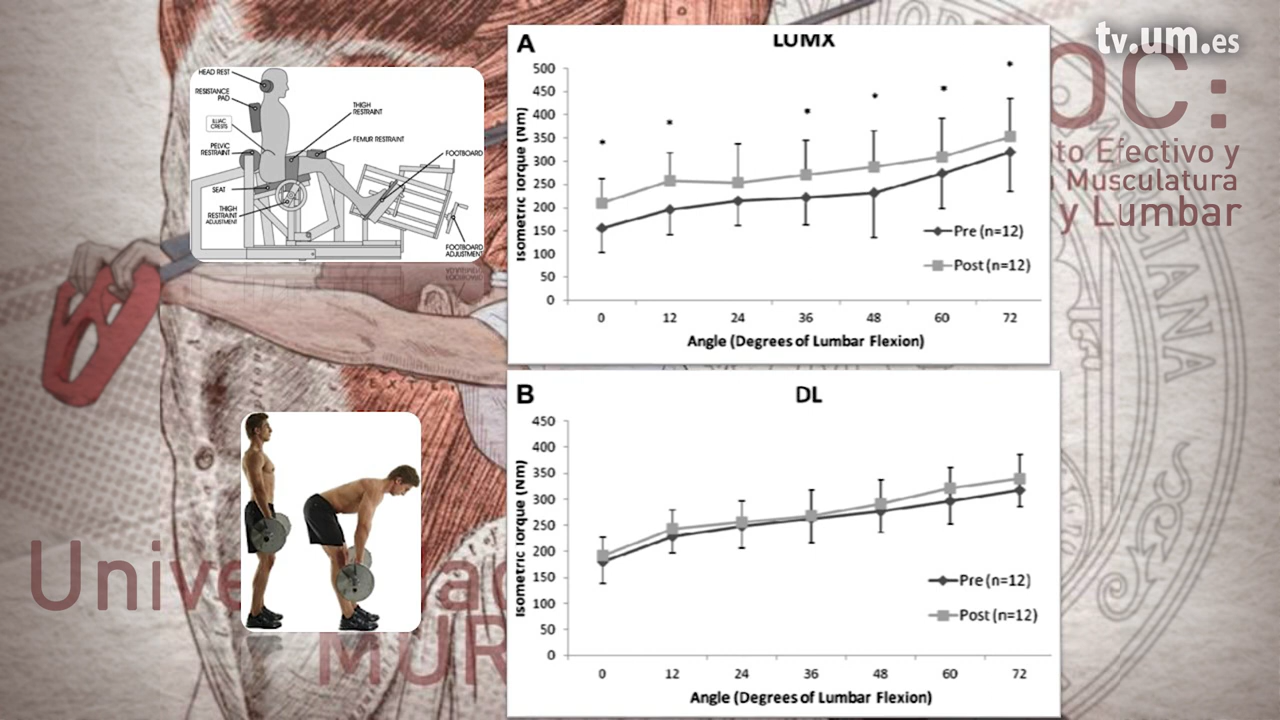 tv.um.es
OC:
to Efectivo y
Musculatura
y Lumbar
HEAD REST
RESISTANCE
PAD
ILIAC
CRESTS
PELVIC
RESTRAINT
SEAT
THIGH
RESTRAINT
ADJUSTMENT
THIGH
RESTRAINT
FEMUR RESTRAINT
FOOTBOARD
FOOTBOARD
ADJUSTMENT
A
LUMX
Isometric Torque (Nm)
500
450
400
350
300
250
200
150
100
50
0
* * * * * *
Pre (n=12)
Post (n=12)
0 12 24 36 48 60 72
Angle (Degrees of Lumbar Flexion)
B
DL
Isometric Torque (Nm)
450
400
350
300
250
200
150
100
50
0
Pre (n=12)
Post (n=12)
0 12 24 36 48 60 72
Angle (Degrees of Lumbar Flexion)
Unive
MUR
CIANA